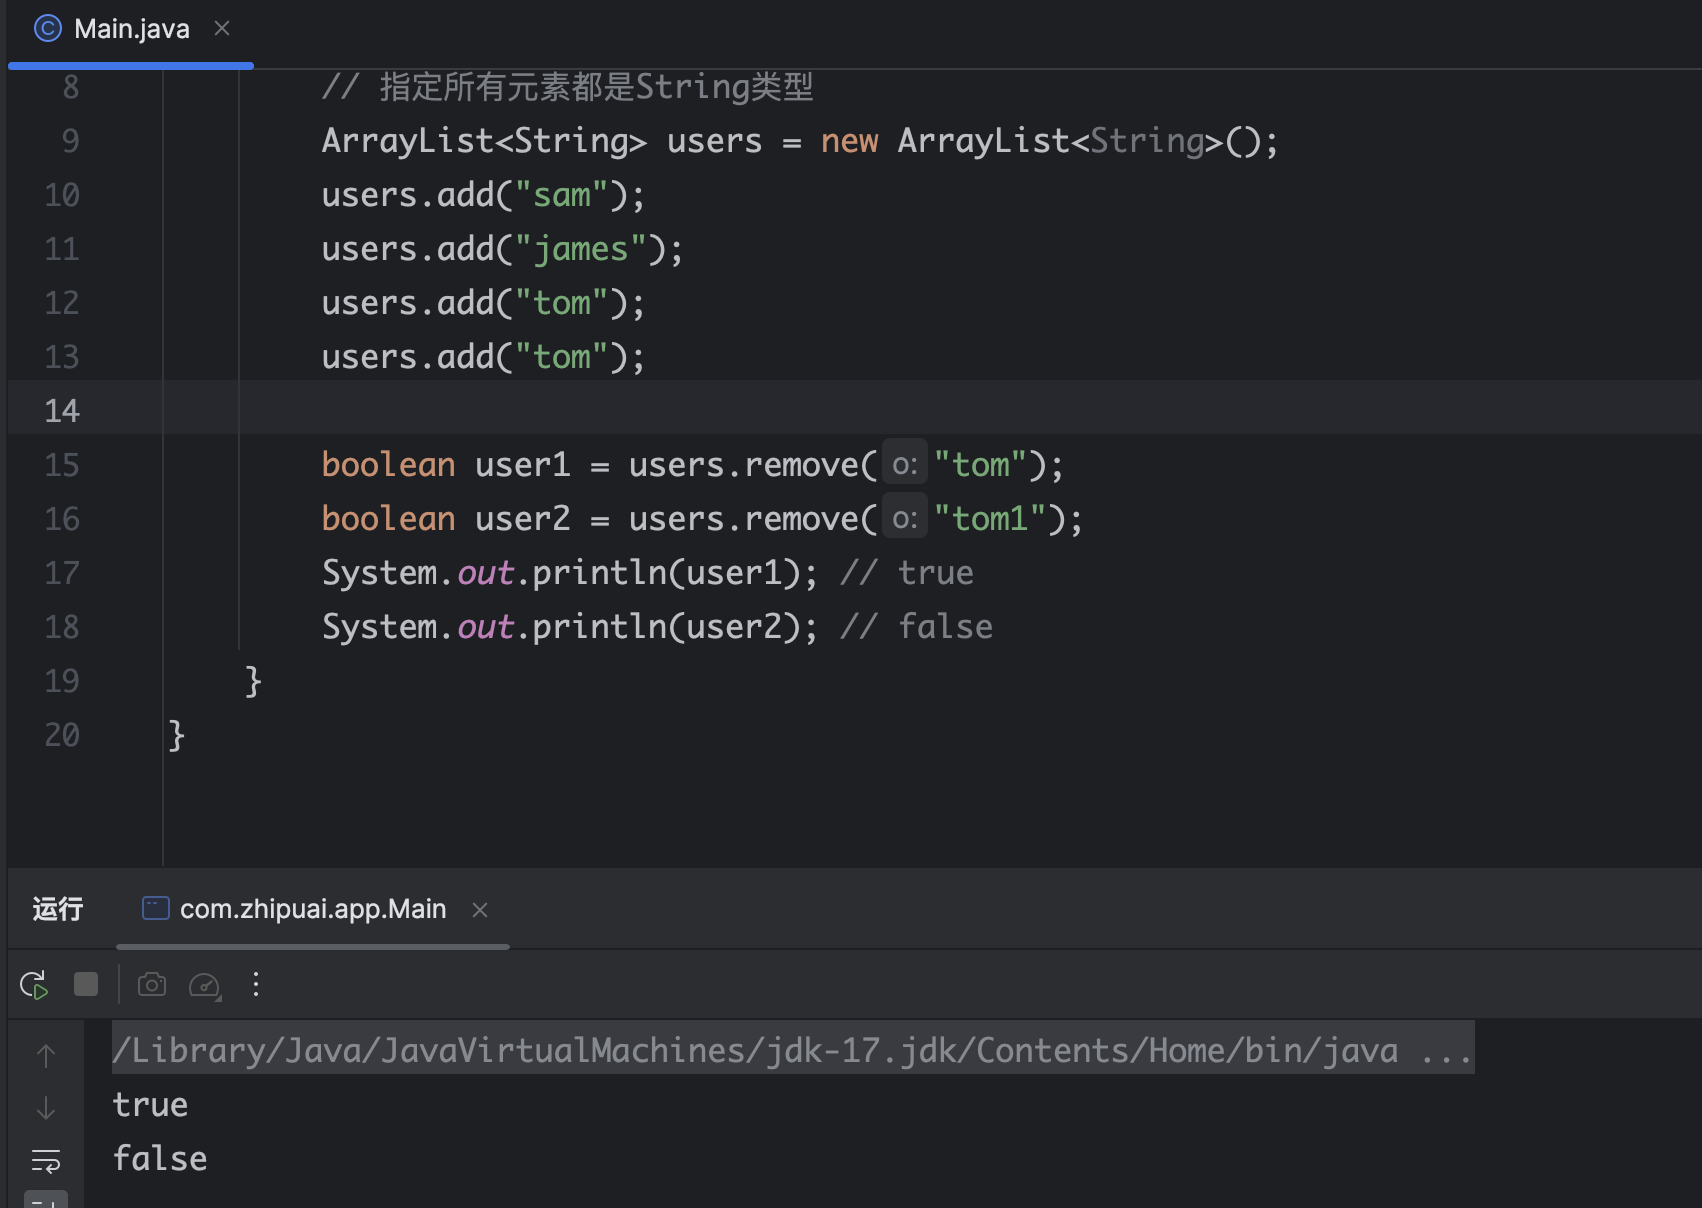 Main.java
8 // 指定所有元素都是String类型
9 ArrayList<String> users = new ArrayList<String>();
10 users.add("sam");
11 users.add("james");
12 users.add("tom");
13 users.add("tom");
14
15 boolean user1 = users.remove( o: "tom");
16 boolean user2 = users.remove( o: "tom1");
17 System.out.println(user1); // true
18 System.out.println(user2); // false
19 }
20 }
运行 com.zhipuai.app.Main
/Library/Java/JavaVirtualMachines/jdk-17.jdk/Contents/Home/bin/java ...
true
false